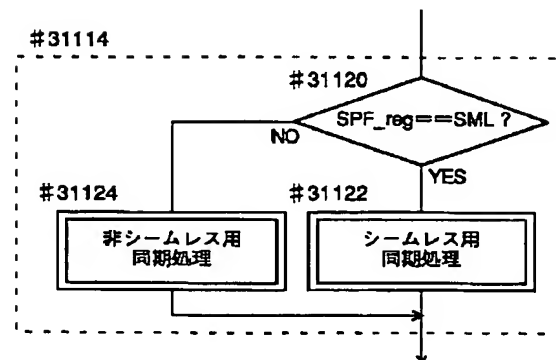 #31114
#31120
SPF_reg==SML ?
NO
YES
#31124
#31122
非シームレス用
同期処理
シームレス用
同期処理